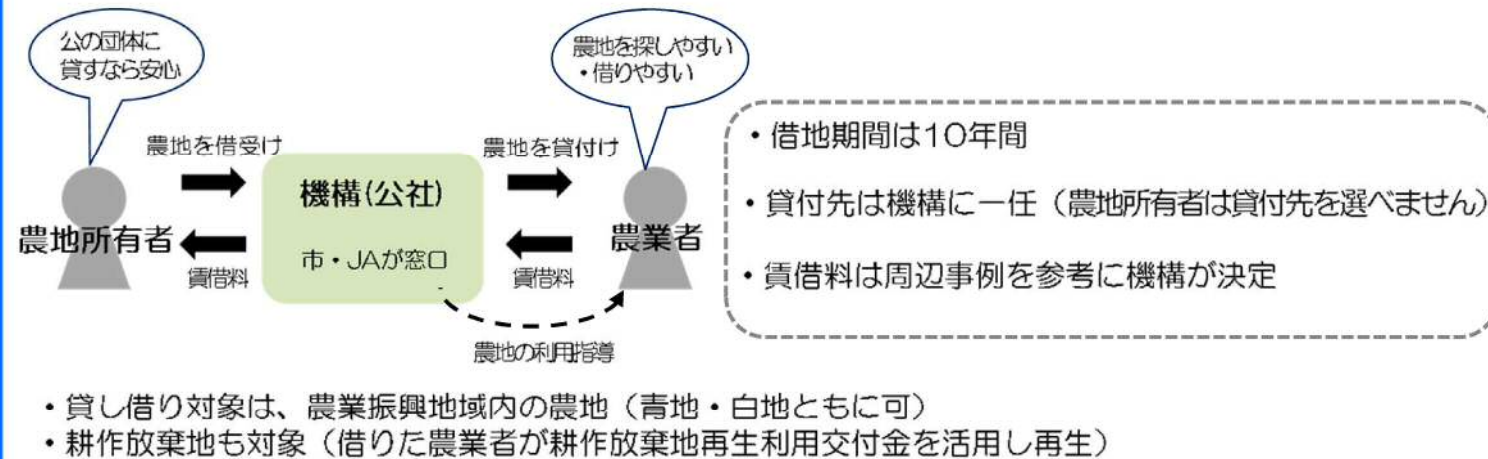 公の団体に
貸すなら安心
農地を探しやすい
・借りやすい
農地を借受け
農地を貸付け
機構(公社)
市・JAが窓口
農地所有者
農業者
賃借料
賃借料
農地の利用指導
・借地期間は10年間
・貸付先は機構に一任（農地所有者は貸付先を選べません）
・賃借料は周辺事例を参考に機構が決定
・貸し借り対象は、農業振興地域内の農地（青地・白地ともに可）
・耕作放棄地も対象（借りた農業者が耕作放棄地再生利用交付金を活用し再生）